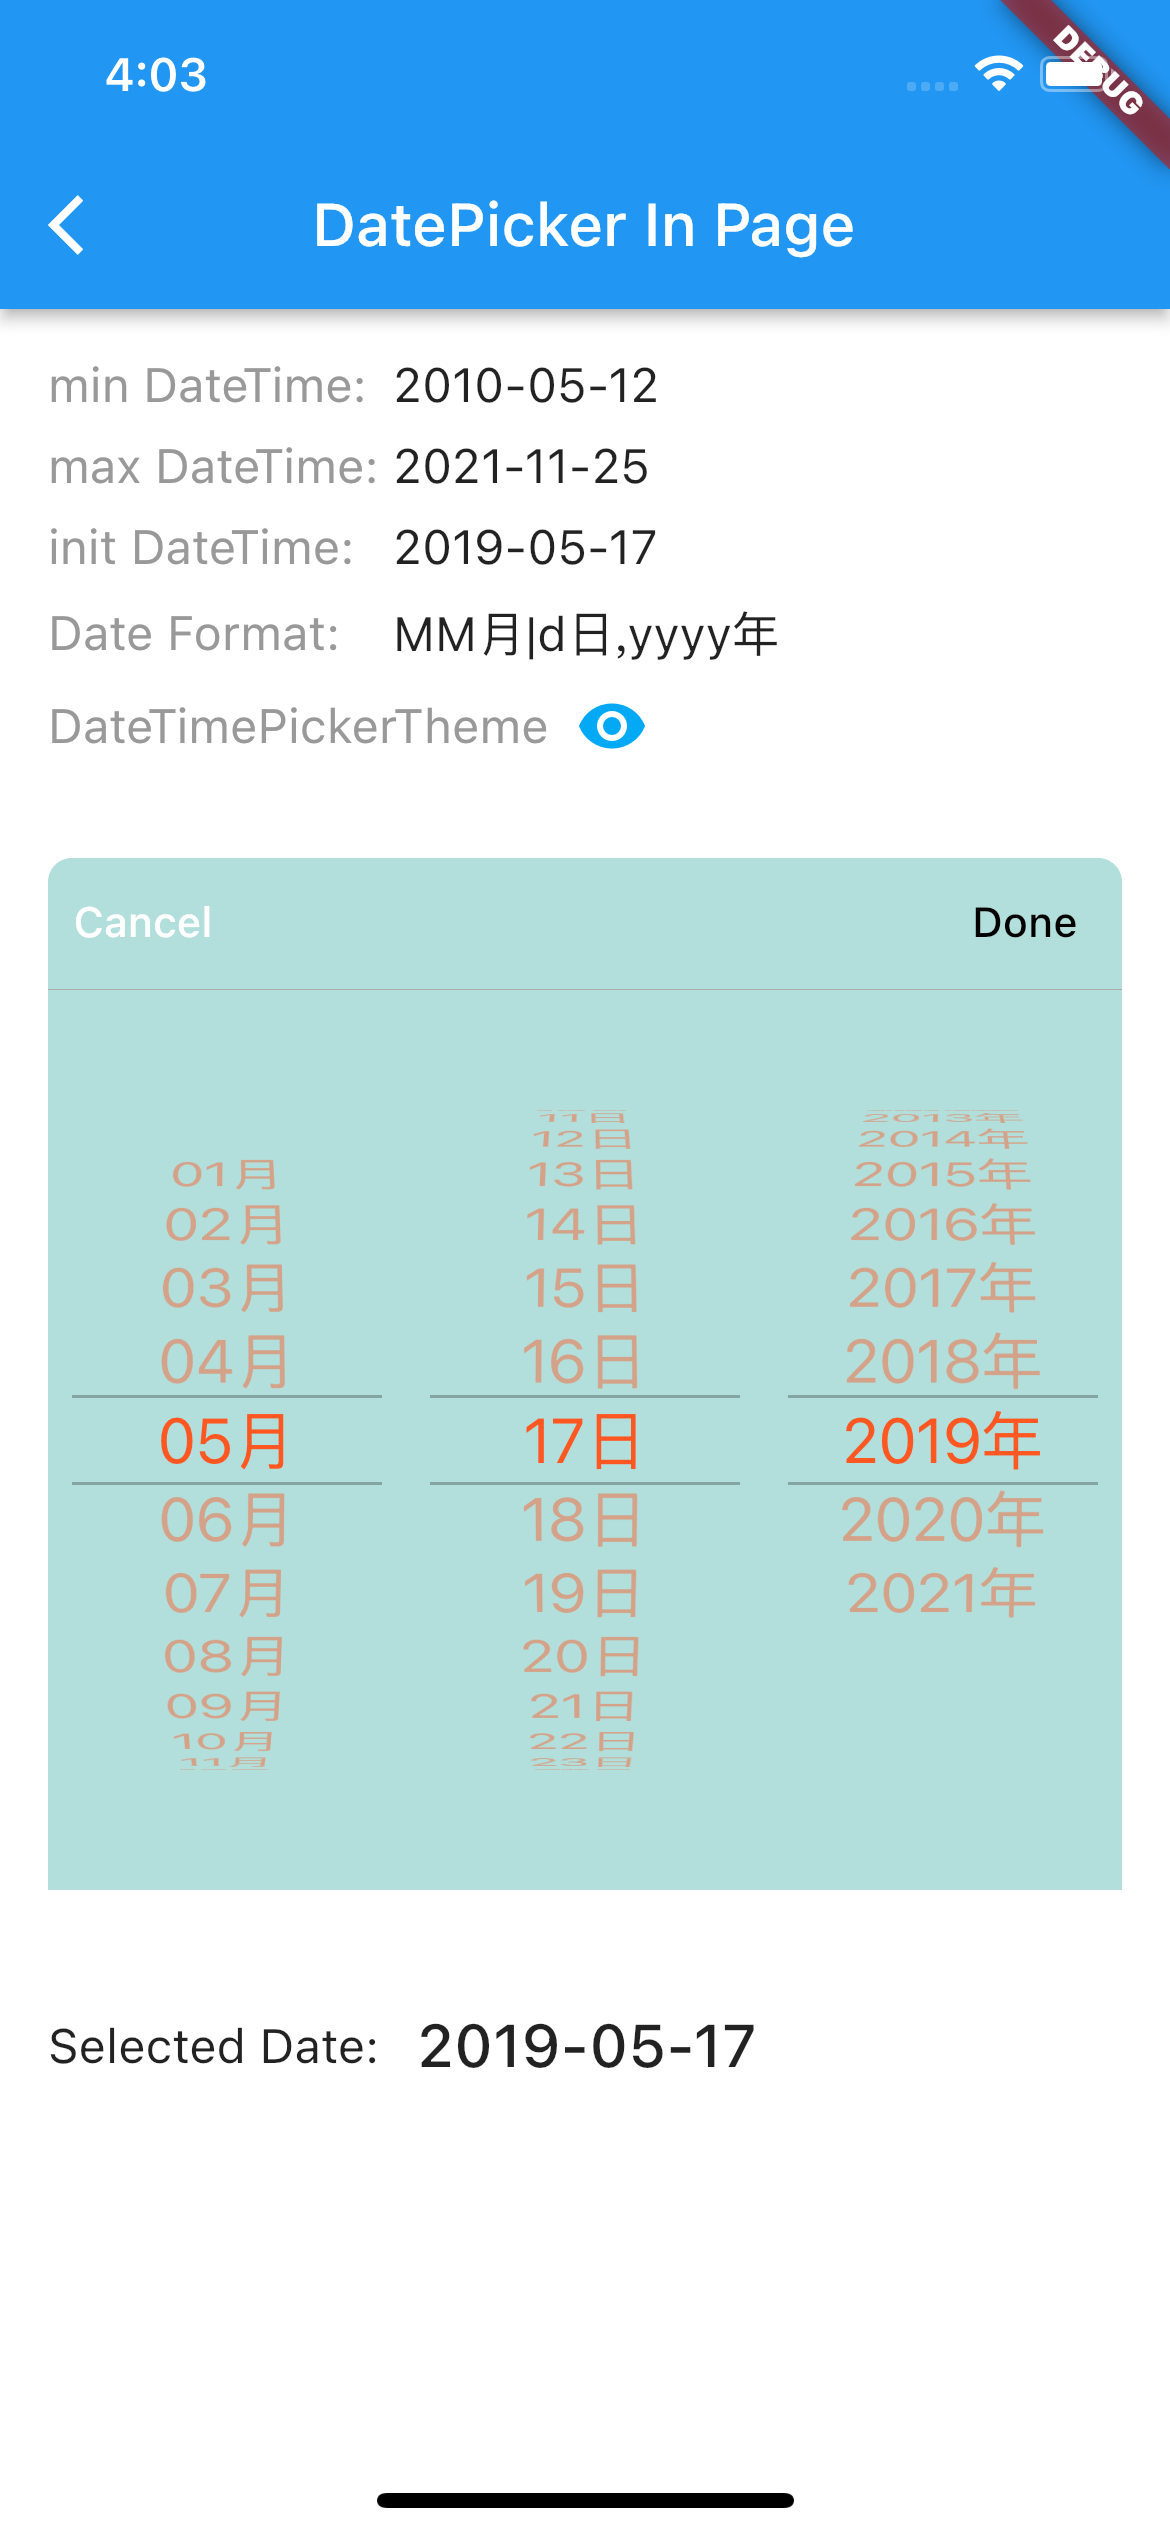 4:03
DEBUG
DatePicker In Page
min DateTime: 2010-05-12
max DateTime: 2021-11-25
init DateTime: 2019-05-17
Date Format: MM月|d日,yyyy年
DateTimePickerTheme
Cancel Done
11日 2013年
12日 2014年
01月 13日 2015年
02月 14日 2016年
03月 15日 2017年
04月 16日 2018年
05月 17日 2019年
06月 18日 2020年
07月 19日 2021年
08月 20日
09月 21日
10月 22日
11月 23日
Selected Date: 2019-05-17